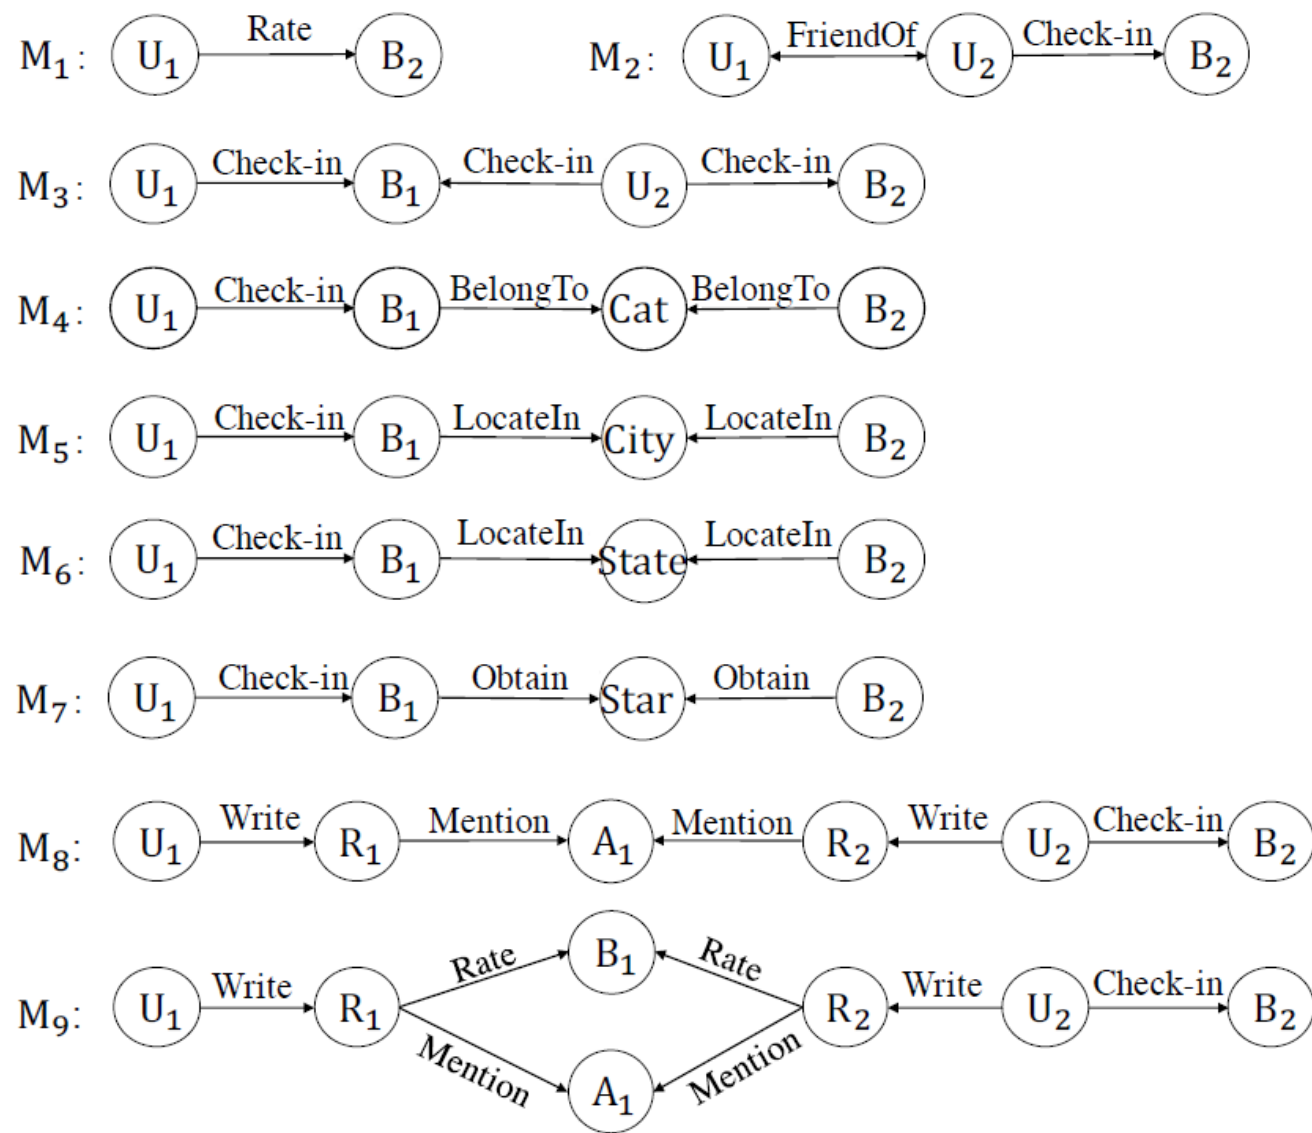 M₁: U₁ Rate B₂
M₂: U₁ FriendOf U₂ Check-in B₂
M₃: U₁ Check-in B₁ Check-in U₂ Check-in B₂
M₄: U₁ Check-in B₁ BelongTo Cat BelongTo B₂
M₅: U₁ Check-in B₁ LocateIn City LocateIn B₂
M₆: U₁ Check-in B₁ LocateIn State LocateIn B₂
M₇: U₁ Check-in B₁ Obtain Star Obtain B₂
M₈: U₁ Write R₁ Mention A₁ Mention R₂ Write U₂ Check-in B₂
M₉: U₁ Write R₁ Rate B₁ Rate Mention A₁ Mention R₂ Write U₂ Check-in B₂